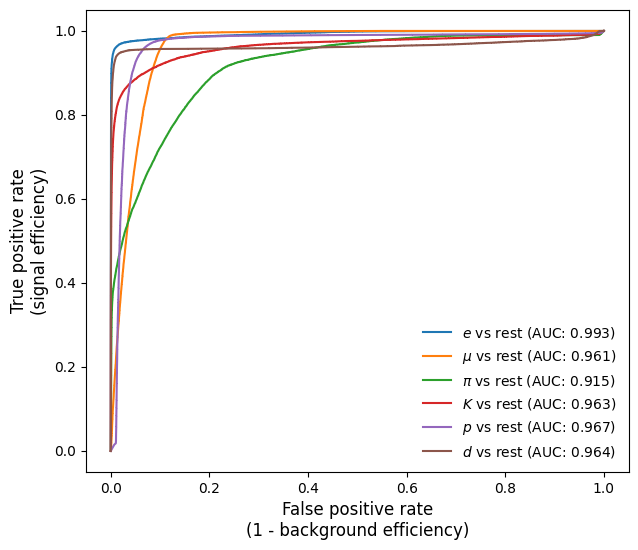 1.0
0.8
0.6
0.4
0.2
0.0
True positive rate
(signal efficiency)
e vs rest (AUC: 0.993)
μ vs rest (AUC: 0.961)
π vs rest (AUC: 0.915)
K vs rest (AUC: 0.963)
p vs rest (AUC: 0.967)
d vs rest (AUC: 0.964)
0.0 0.2 0.4 0.6 0.8 1.0
False positive rate
(1 - background efficiency)